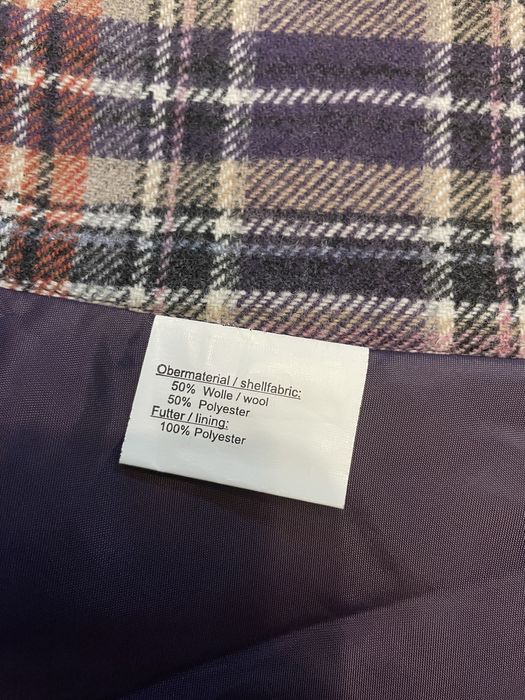 Obermaterial / shellfabric:
50% Wolle / wool
50% Polyester
Futter / lining:
100% Polyester